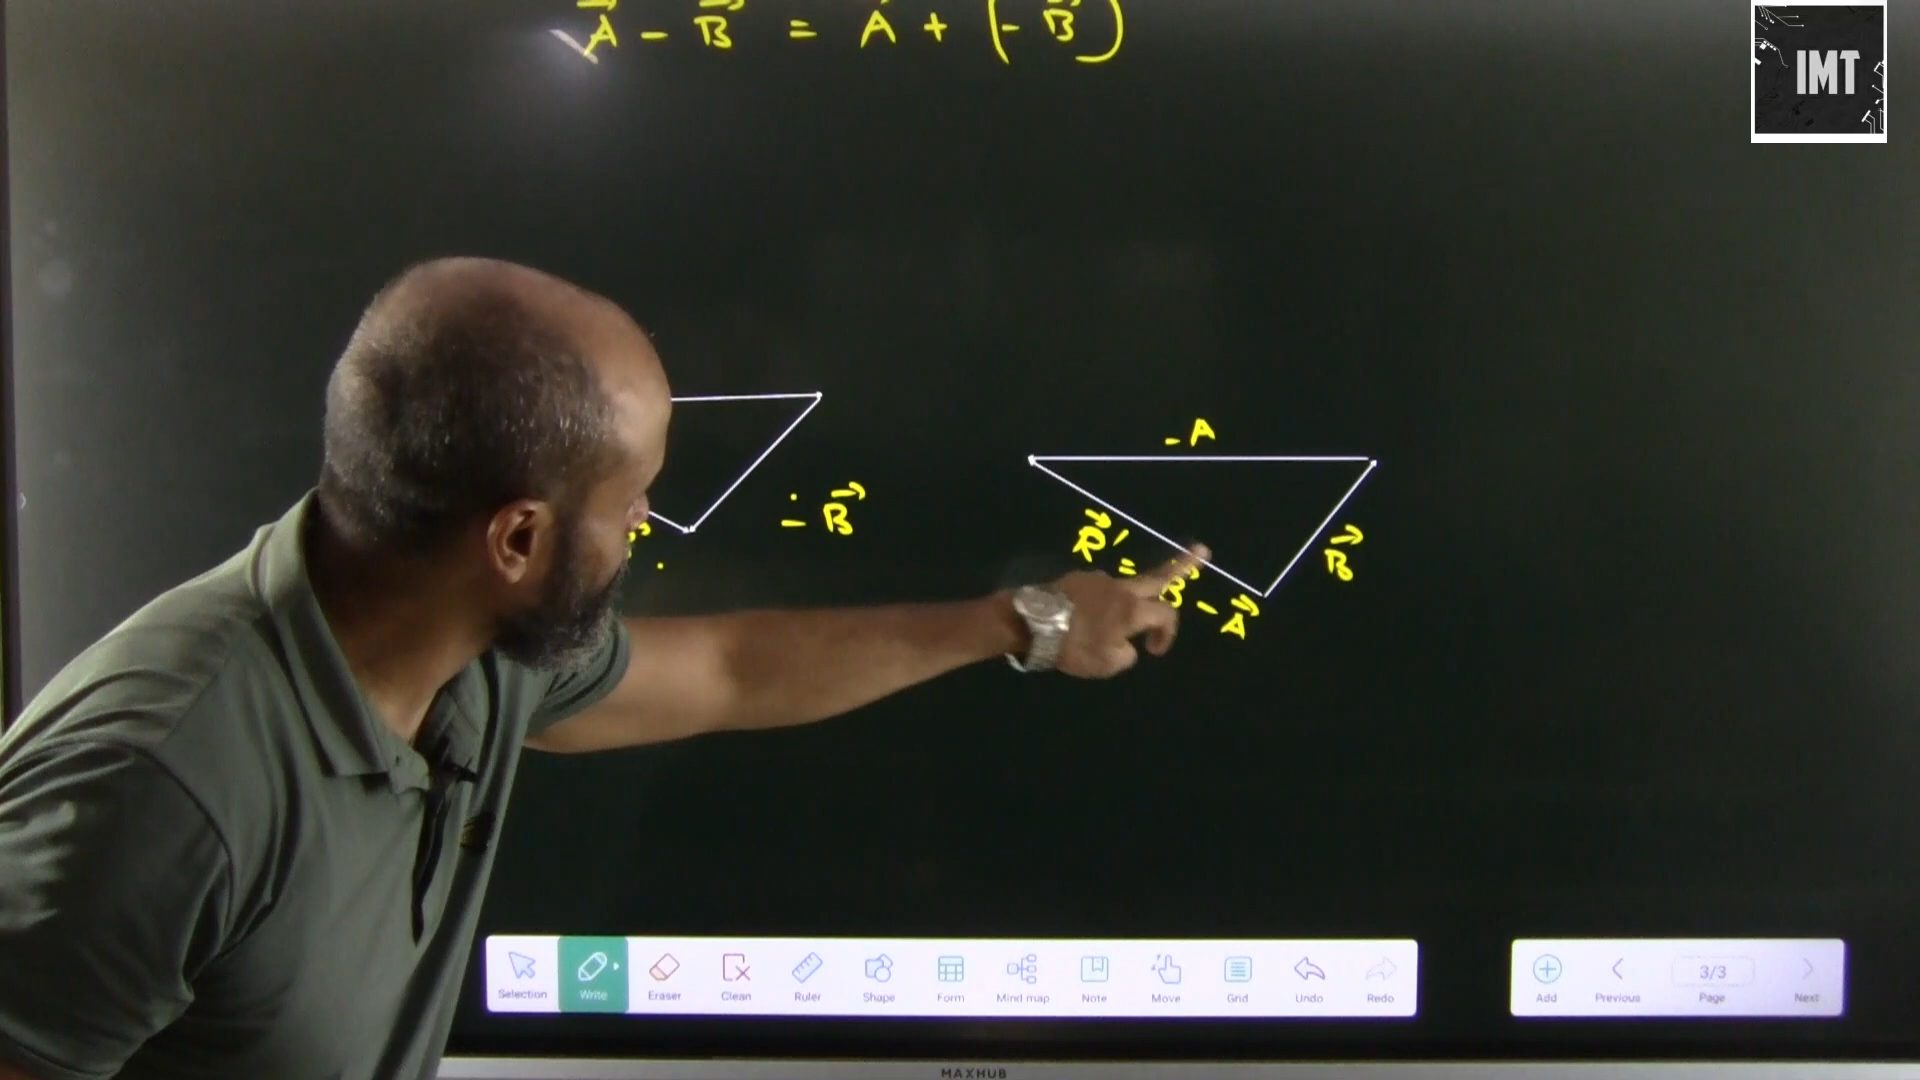 A⃗ - B⃗ = A⃗ + (-B⃗)
IMT
-A
- B⃗
R⃗' = B⃗ - A⃗
B⃗
Selection
Write
Eraser
Clean
Ruler
Shape
Form
Mind map
Note
Move
Grid
Undo
Redo
Add
Previous
3/3
Page
Next
MAXHUB